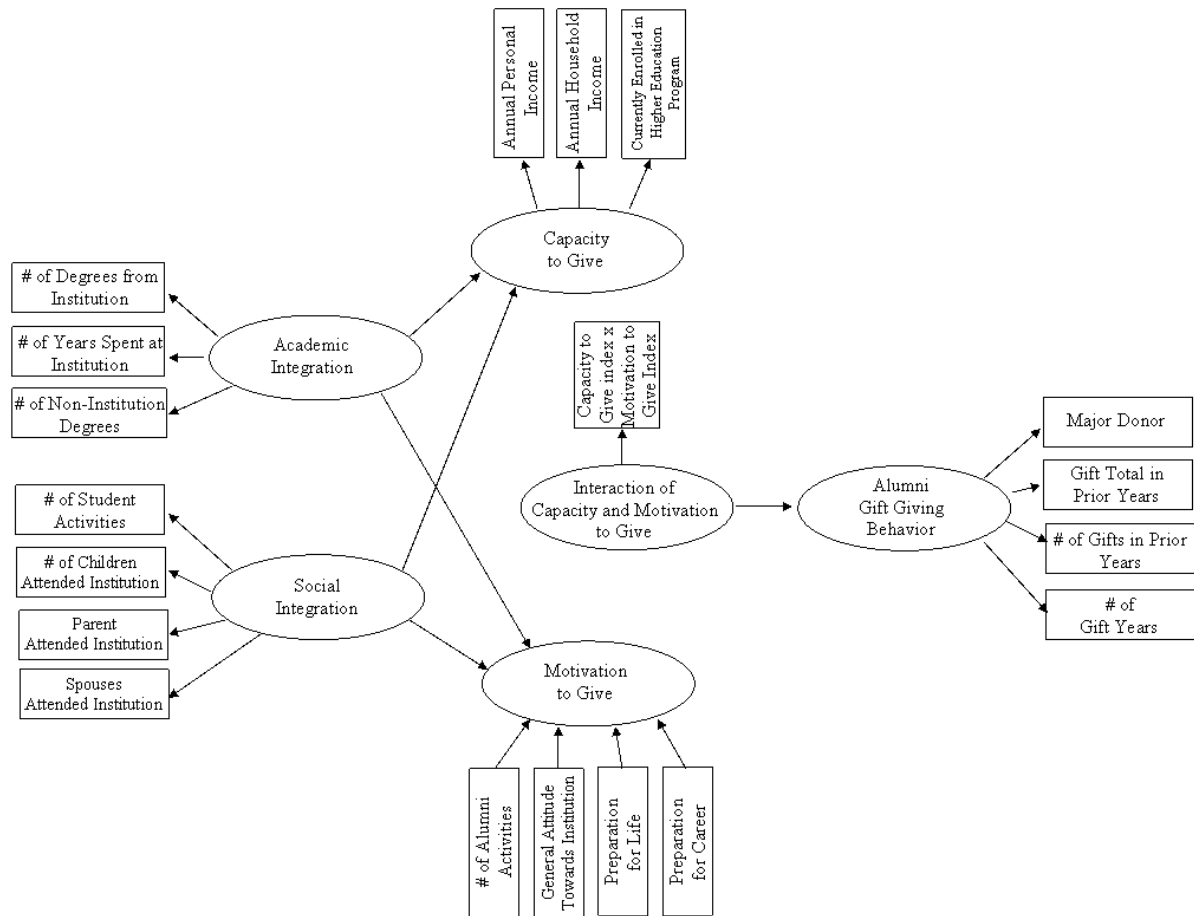 Annual Personal
Income
Annual Household
Income
Currently Enrolled in
Higher Education
Program
Capacity
to Give
# of Degrees from
Institution
# of Years Spent at
Institution
# of Non-Institution
Degrees
Academic
Integration
Capacity to
Give index x
Motivation to
Give Index
Interaction of
Capacity and Motivation
to Give
Alumni
Gift Giving
Behavior
Major Donor
Gift Total in
Prior Years
# of Gifts in Prior
Years
# of
Gift Years
# of Student
Activities
# of Children
Attended Institution
Parent
Attended Institution
Spouses
Attended Institution
Social
Integration
Motivation
to Give
# of Alumni
Activities
General Attitude
Towards Institution
Preparation
for Life
Preparation
for Career